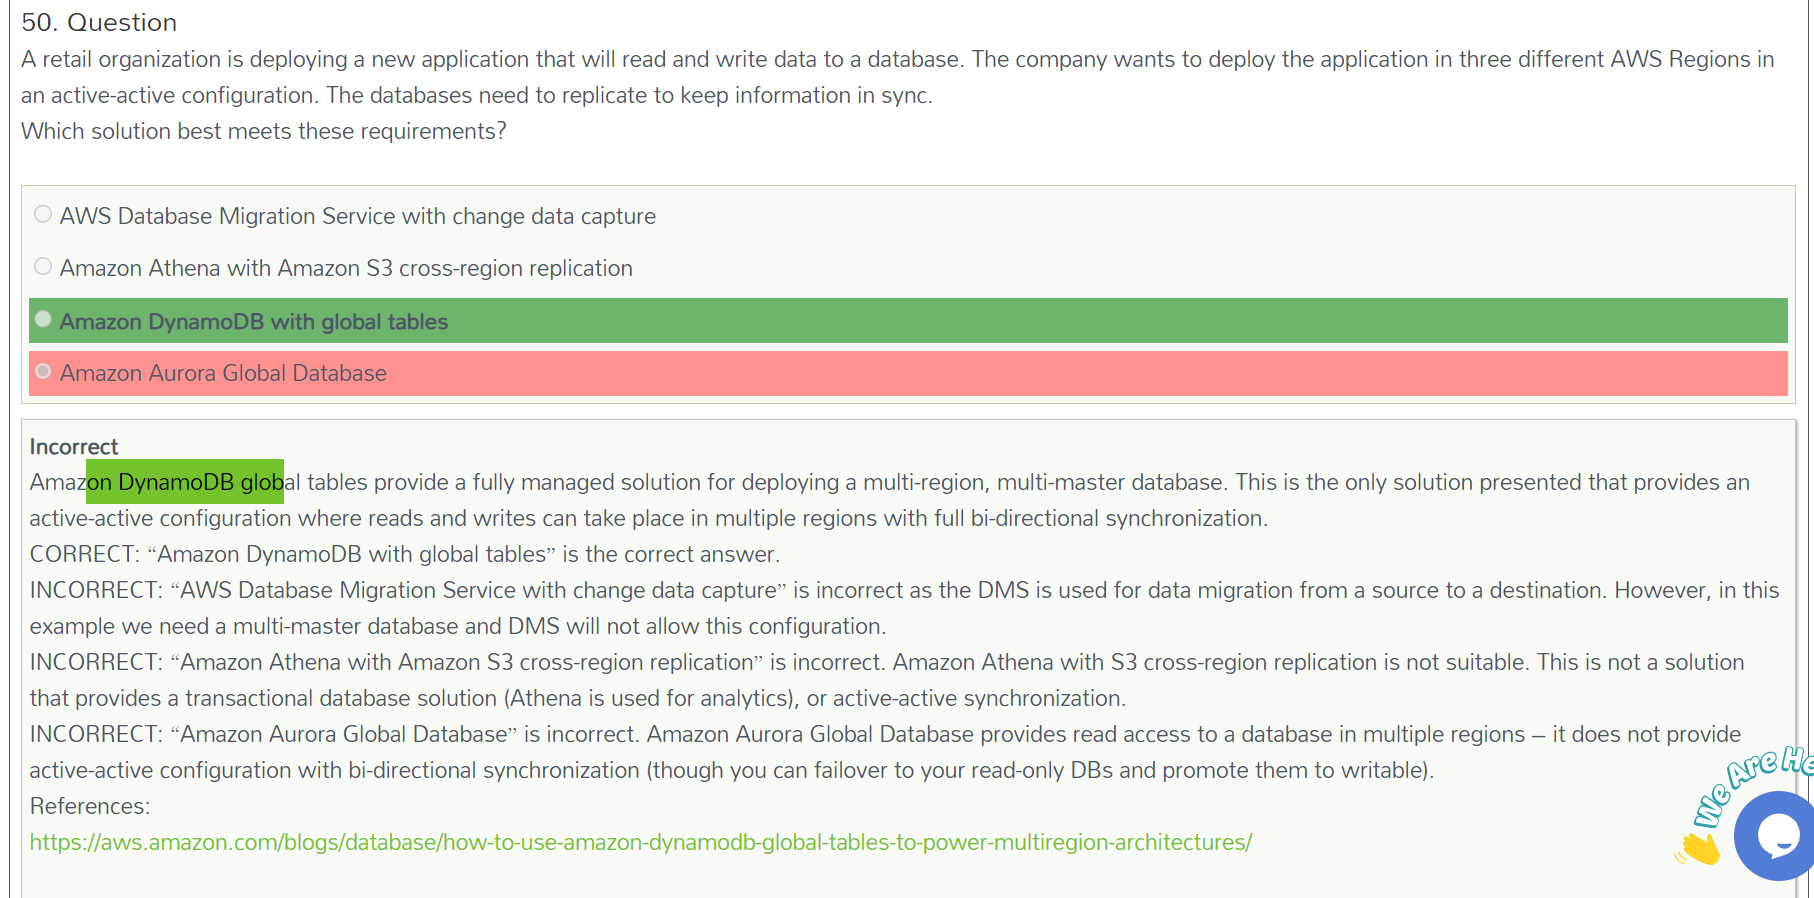 50. Question
A retail organization is deploying a new application that will read and write data to a database. The company wants to deploy the application in three different AWS Regions in
an active-active configuration. The databases need to replicate to keep information in sync.
Which solution best meets these requirements?
AWS Database Migration Service with change data capture
Amazon Athena with Amazon S3 cross-region replication
Amazon DynamoDB with global tables
Amazon Aurora Global Database
Incorrect
Amazon DynamoDB global tables provide a fully managed solution for deploying a multi-region, multi-master database. This is the only solution presented that provides an
active-active configuration where reads and writes can take place in multiple regions with full bi-directional synchronization.
CORRECT: “Amazon DynamoDB with global tables” is the correct answer.
INCORRECT: “AWS Database Migration Service with change data capture” is incorrect as the DMS is used for data migration from a source to a destination. However, in this
example we need a multi-master database and DMS will not allow this configuration.
INCORRECT: “Amazon Athena with Amazon S3 cross-region replication” is incorrect. Amazon Athena with S3 cross-region replication is not suitable. This is not a solution
that provides a transactional database solution (Athena is used for analytics), or active-active synchronization.
INCORRECT: “Amazon Aurora Global Database” is incorrect. Amazon Aurora Global Database provides read access to a database in multiple regions – it does not provide
active-active configuration with bi-directional synchronization (though you can failover to your read-only DBs and promote them to writable).
References:
https://aws.amazon.com/blogs/database/how-to-use-amazon-dynamodb-global-tables-to-power-multiregion-architectures/
We Are He